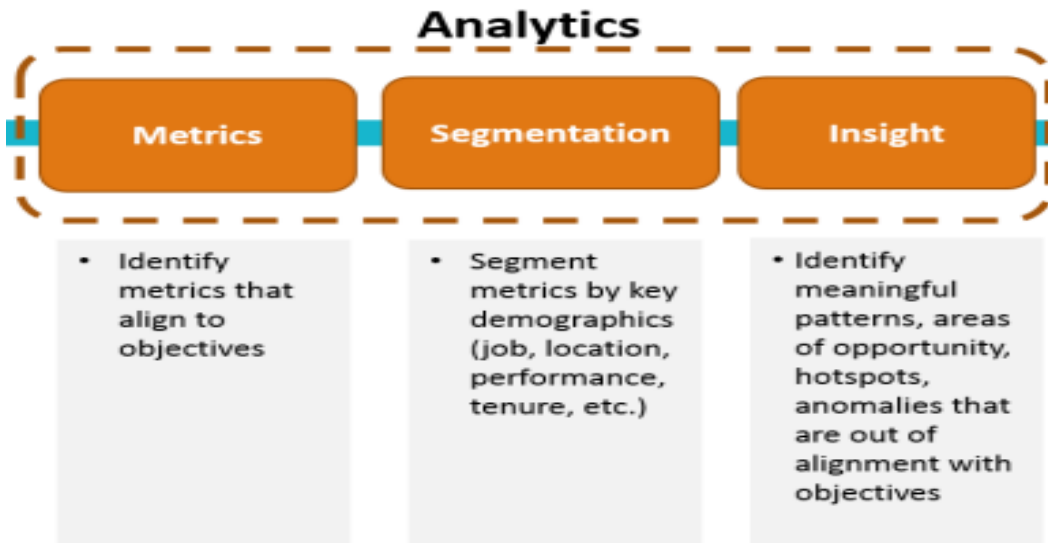 Analytics
Metrics
Segmentation
Insight
• Identify
metrics that
align to
objectives
• Segment
metrics by key
demographics
(job, location,
performance,
tenure, etc.)
• Identify
meaningful
patterns, areas
of opportunity,
hotspots,
anomalies that
are out of
alignment with
objectives